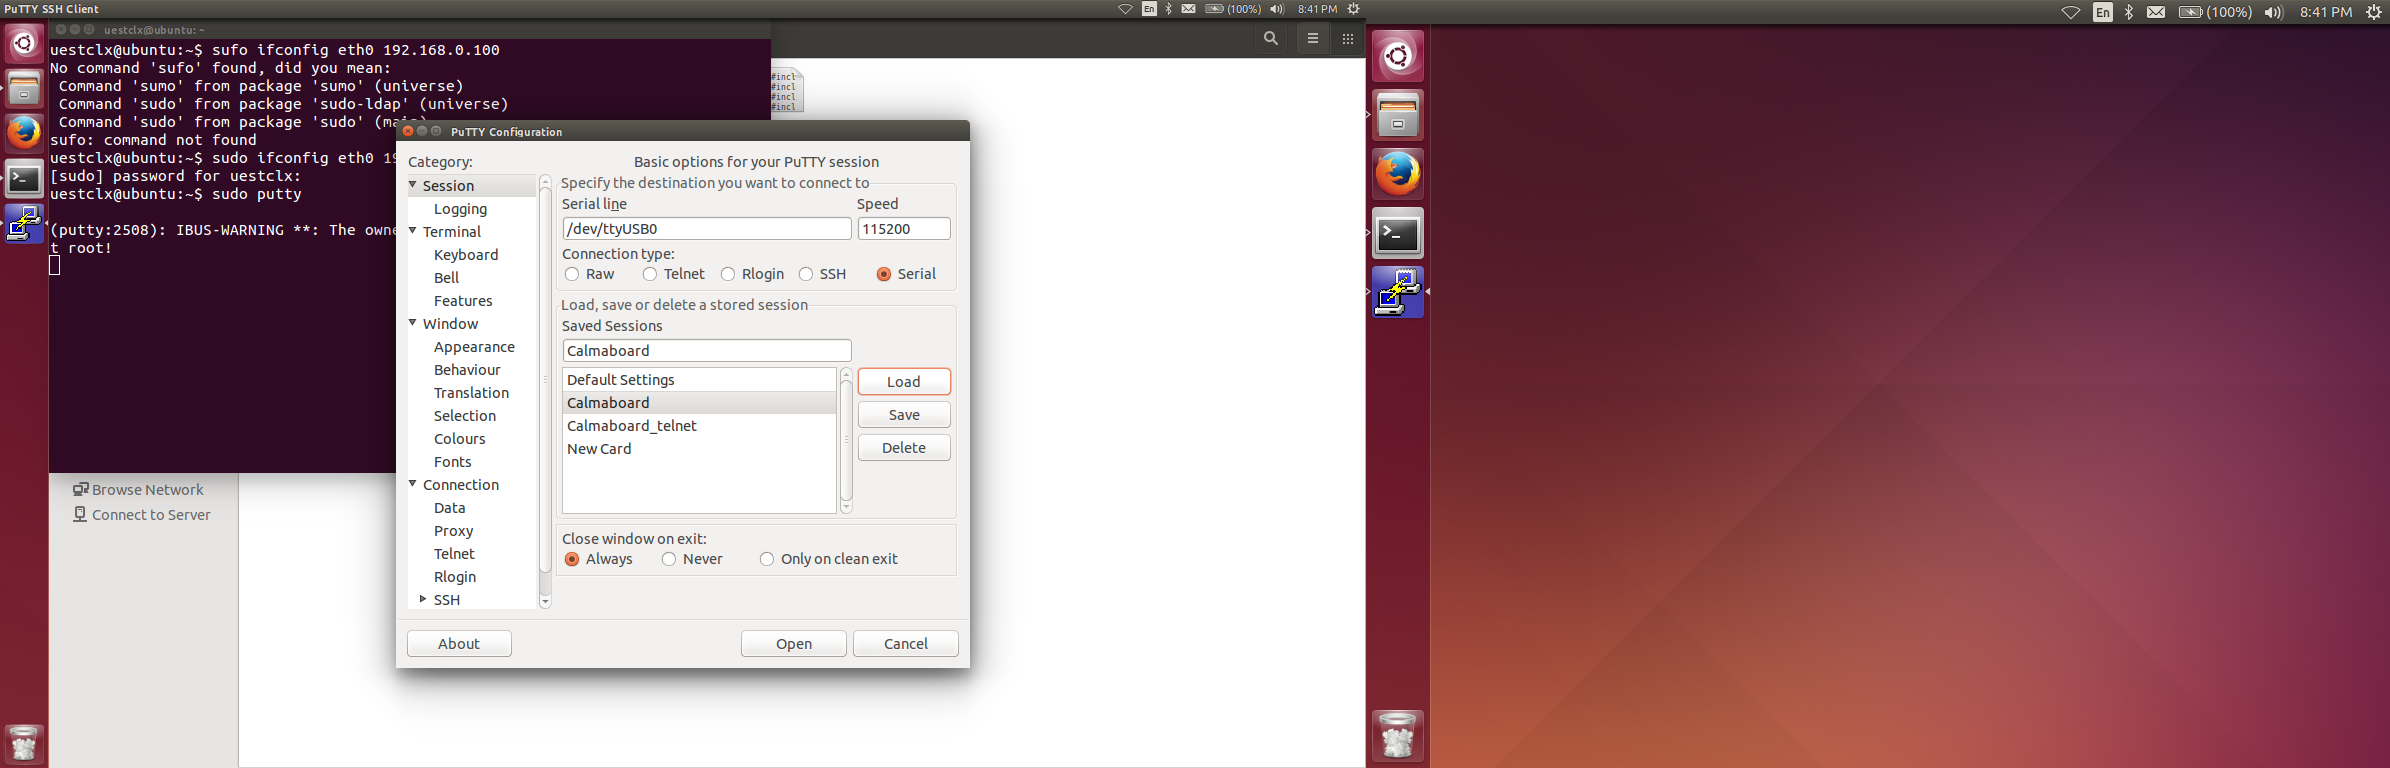 PuTTY SSH Client
En
(100%)
8:41 PM
En
(100%)
8:41 PM
uestclx@ubuntu: ~
uestclx@ubuntu:~$ sufo ifconfig eth0 192.168.0.100
No command 'sufo' found, did you mean:
Command 'sumo' from package 'sumo' (universe)
Command 'sudo-ldap' (universe)
Command 'sudo' from package 'sudo' (main)
sufo: command not found
uestclx@ubuntu:~$ sudo ifconfig eth0 19
[sudo] password for uestclx:
uestclx@ubuntu:~$ sudo putty
(putty:2508): IBUS-WARNING **: The owne
t root!
#incl
#incl
#incl
#incl
Browse Network
Connect to Server
PuTTY Configuration
Category:
Session
Logging
Terminal
Keyboard
Bell
Features
Window
Appearance
Behaviour
Translation
Selection
Colours
Fonts
Connection
Data
Proxy
Telnet
Rlogin
SSH
Basic options for your PuTTY session
Specify the destination you want to connect to
Serial line
Speed
/dev/ttyUSB0
115200
Connection type:
Raw
Telnet
Rlogin
SSH
Serial
Load, save or delete a stored session
Saved Sessions
Calmaboard
Default Settings
Calmaboard
Calmaboard_telnet
New Card
Load
Save
Delete
Close window on exit:
Always
Never
Only on clean exit
About
Open
Cancel